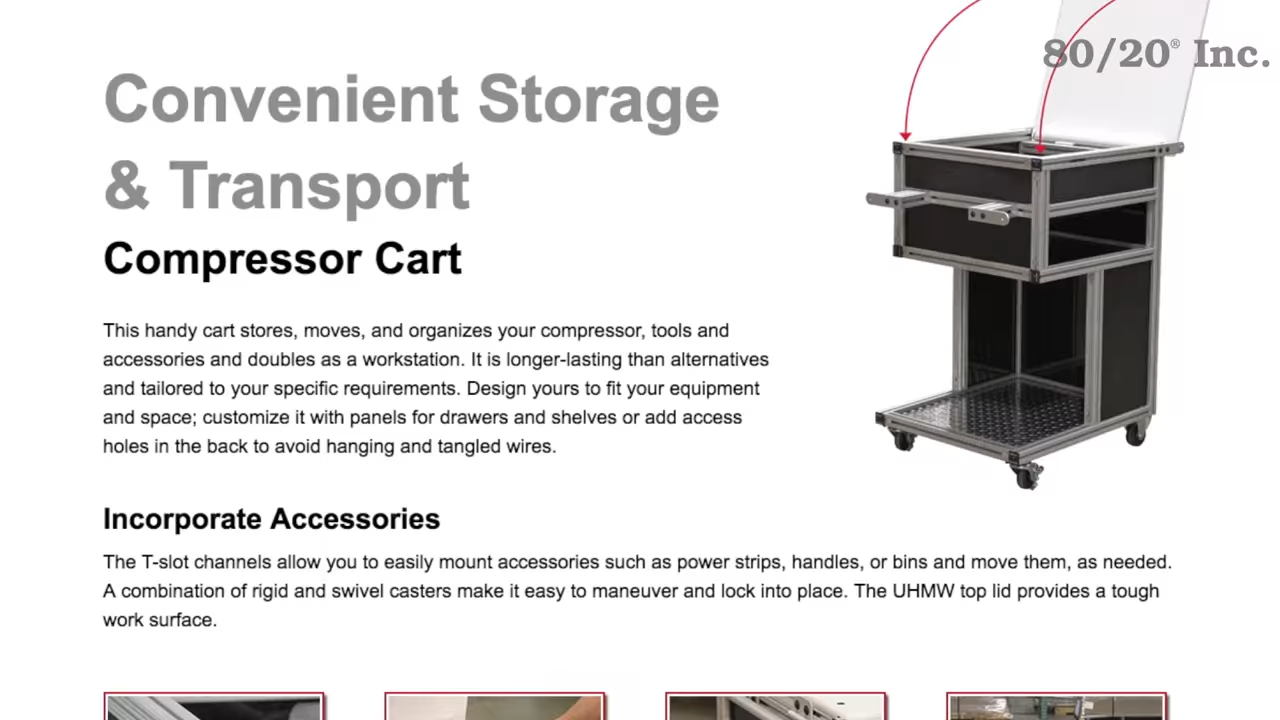 80/20® Inc.
Convenient Storage
& Transport
Compressor Cart
This handy cart stores, moves, and organizes your compressor, tools and
accessories and doubles as a workstation. It is longer-lasting than alternatives
and tailored to your specific requirements. Design yours to fit your equipment
and space; customize it with panels for drawers and shelves or add access
holes in the back to avoid hanging and tangled wires.
Incorporate Accessories
The T-slot channels allow you to easily mount accessories such as power strips, handles, or bins and move them, as needed.
A combination of rigid and swivel casters make it easy to maneuver and lock into place. The UHMW top lid provides a tough
work surface.